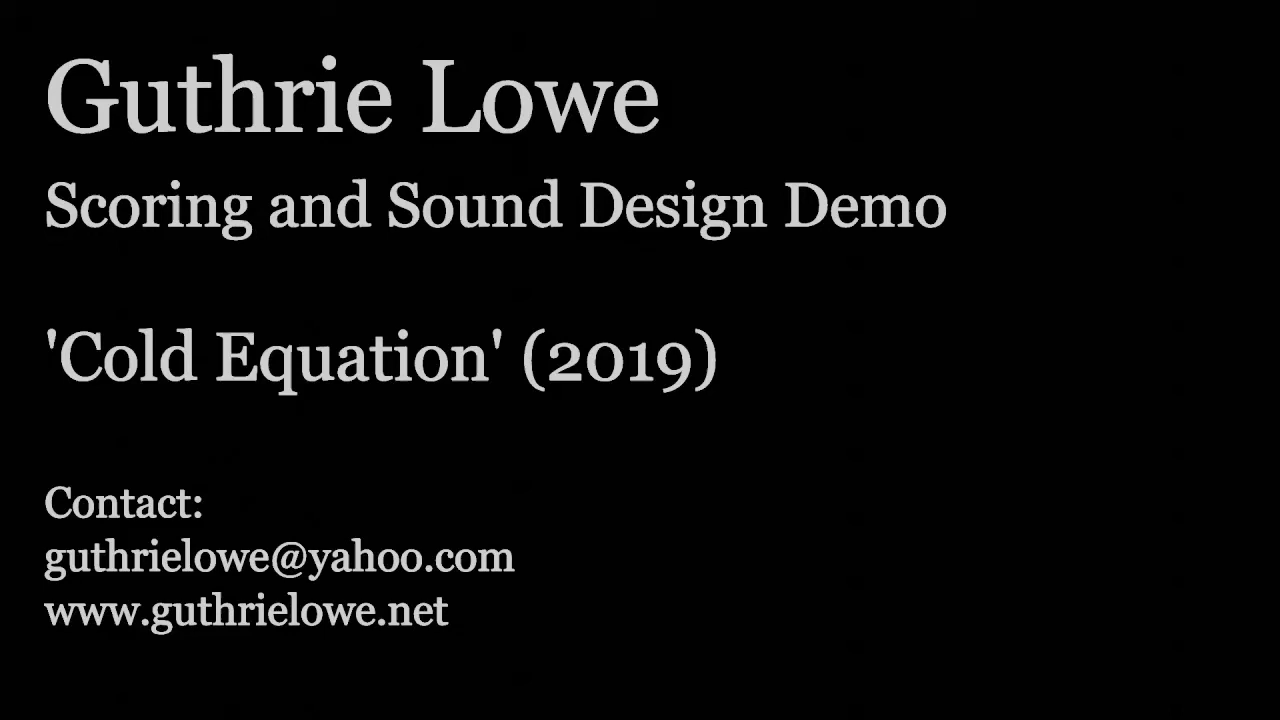 Guthrie Lowe
Scoring and Sound Design Demo
'Cold Equation' (2019)
Contact:
guthrielowe@yahoo.com
www.guthrielowe.net